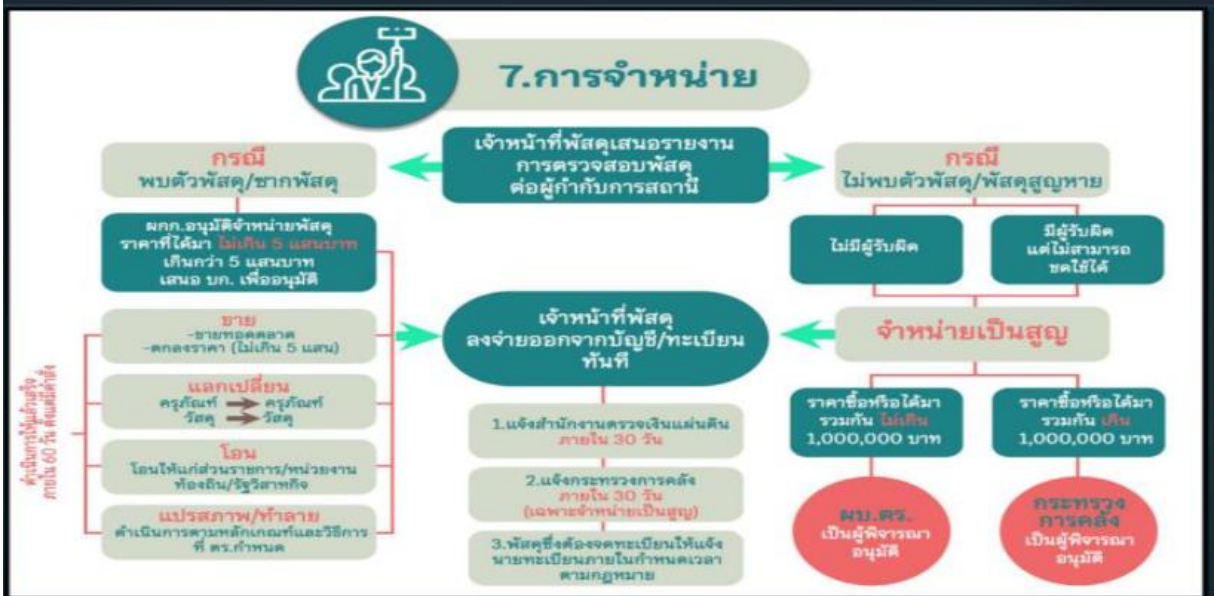 7.การจำหน่าย
เจ้าหน้าที่พัสดุเสนอรายงาน
การตรวจสอบพัสดุ
ต่อผู้กำกับการสถานี
กรณี
พบตัวพัสดุ/ซากพัสดุ
ผกก.อนุมัติจำหน่ายพัสดุ
ราคาที่ได้มา ไม่เกิน 5 แสนบาท
เกินกว่า 5 แสนบาท
เสนอ บก. เพื่ออนุมัติ
ขาย
-ขายทอดตลาด
-ตกลงราคา (ไม่เกิน 5 แสน)
แลกเปลี่ยน
ครุภัณฑ์ ครุภัณฑ์
วัสดุ วัสดุ
โอน
โอนให้แก่ส่วนราชการ/หน่วยงาน
ท้องถิ่น/รัฐวิสาหกิจ
แปรสภาพ/ทำลาย
ดำเนินการตามหลักเกณฑ์และวิธีการ
ที่ ตร.กำหนด
ดำเนินการให้แล้วเสร็จ
ภายใน 60 วัน ตั้งแต่มีคำสั่ง
เจ้าหน้าที่พัสดุ
ลงจ่ายออกจากบัญชี/ทะเบียน
ทันที
1.แจ้งสำนักงานตรวจเงินแผ่นดิน
ภายใน 30 วัน
2.แจ้งกระทรวงการคลัง
ภายใน 30 วัน
(เฉพาะจำหน่ายเป็นสูญ)
3.พัสดุซึ่งต้องจดทะเบียนให้แจ้ง
นายทะเบียนภายในกำหนดเวลา
ตามกฎหมาย
กรณี
ไม่พบตัวพัสดุ/พัสดุสูญหาย
ไม่มีผู้รับผิด
มีผู้รับผิด
แต่ไม่สามารถ
ชดใช้ได้
จำหน่ายเป็นสูญ
ราคาซื้อหรือได้มา
รวมกัน ไม่เกิน
1,000,000 บาท
ราคาซื้อหรือได้มา
รวมกัน เกิน
1,000,000 บาท
ผบ.ตร.
เป็นผู้พิจารณา
อนุมัติ
กระทรวง
การคลัง
เป็นผู้พิจารณา
อนุมัติ